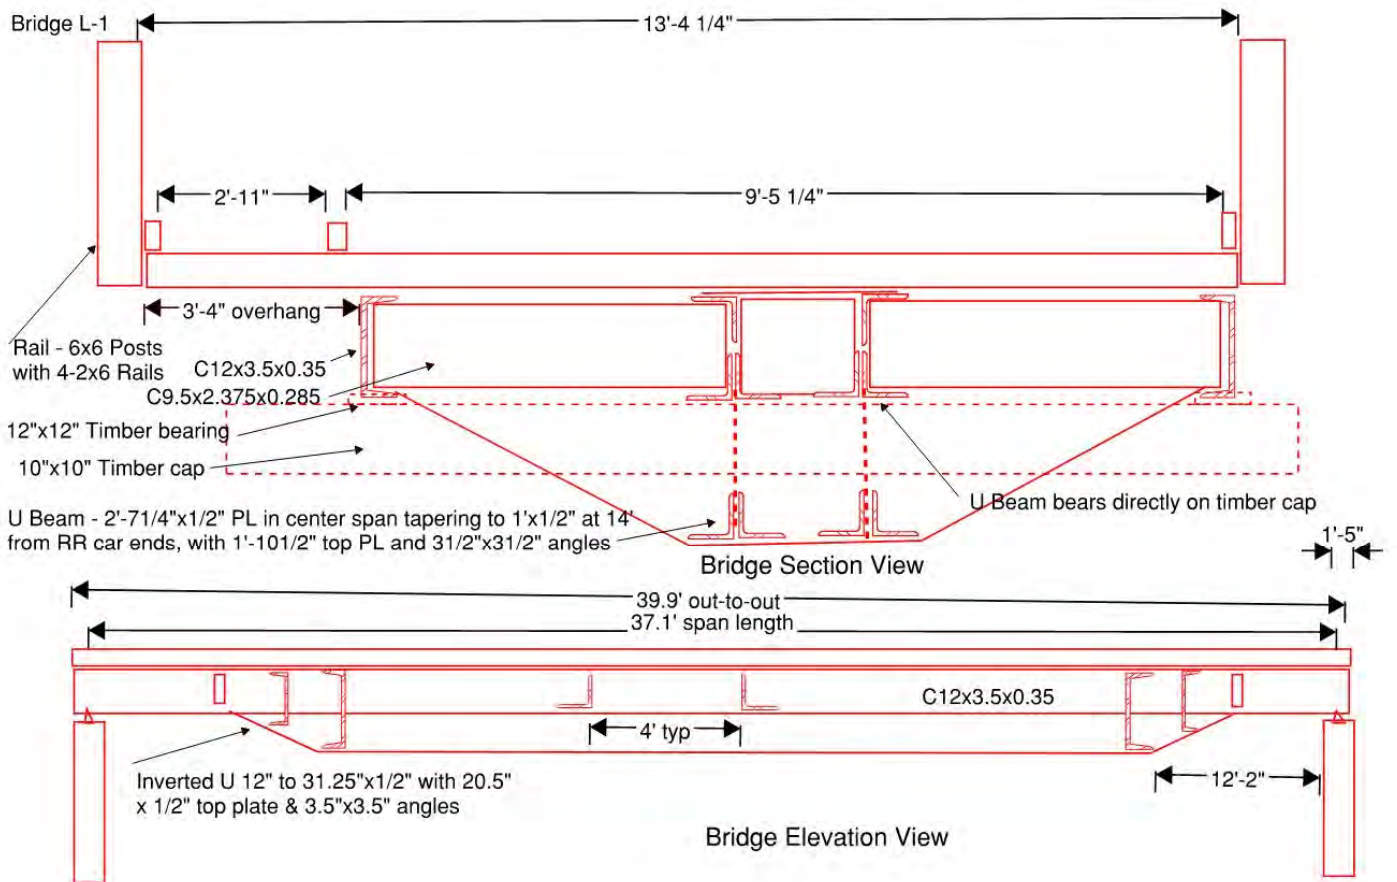 Bridge L-1
13'-4 1/4"
2'-11"
9'-5 1/4"
3'-4" overhang
Rail - 6x6 Posts
with 4-2x6 Rails
C12x3.5x0.35
C9.5x2.375x0.285
12"x12" Timber bearing
10"x10" Timber cap
U Beam bears directly on timber cap
U Beam - 2'-71/4"x1/2" PL in center span tapering to 1'x1/2" at 14'
from RR car ends, with 1'-101/2" top PL and 31/2"x31/2" angles
1'-5"
Bridge Section View
39.9' out-to-out
37.1' span length
C12x3.5x0.35
4' typ
12'-2"
Inverted U 12" to 31.25"x1/2" with 20.5"
x 1/2" top plate & 3.5"x3.5" angles
Bridge Elevation View